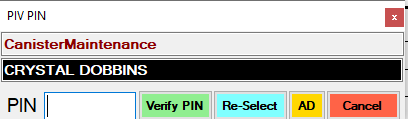 PIV PIN x
CanisterMaintenance
CRYSTAL DOBBINS
PIN Verify PIN Re-Select AD Cancel